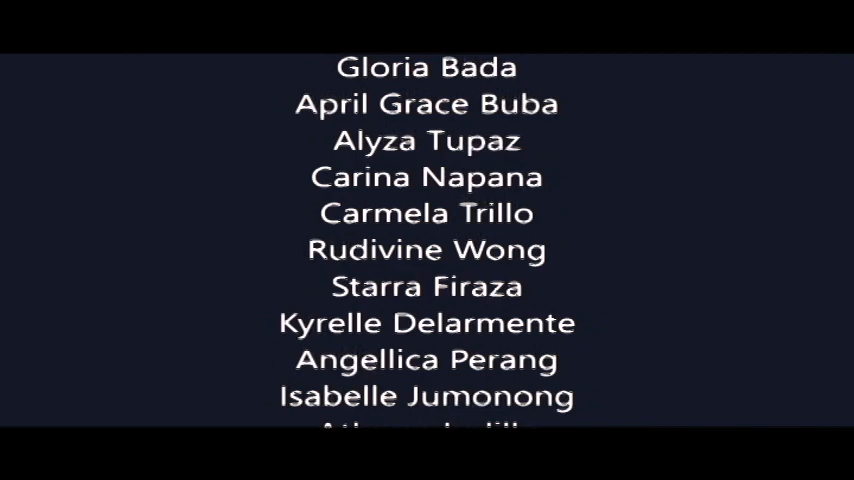 Gloria Bada
April Grace Buba
Alyza Tupaz
Carina Napana
Carmela Trillo
Rudivine Wong
Starra Firaza
Kyrelle Delarmente
Angellica Perang
Isabelle Jumonong